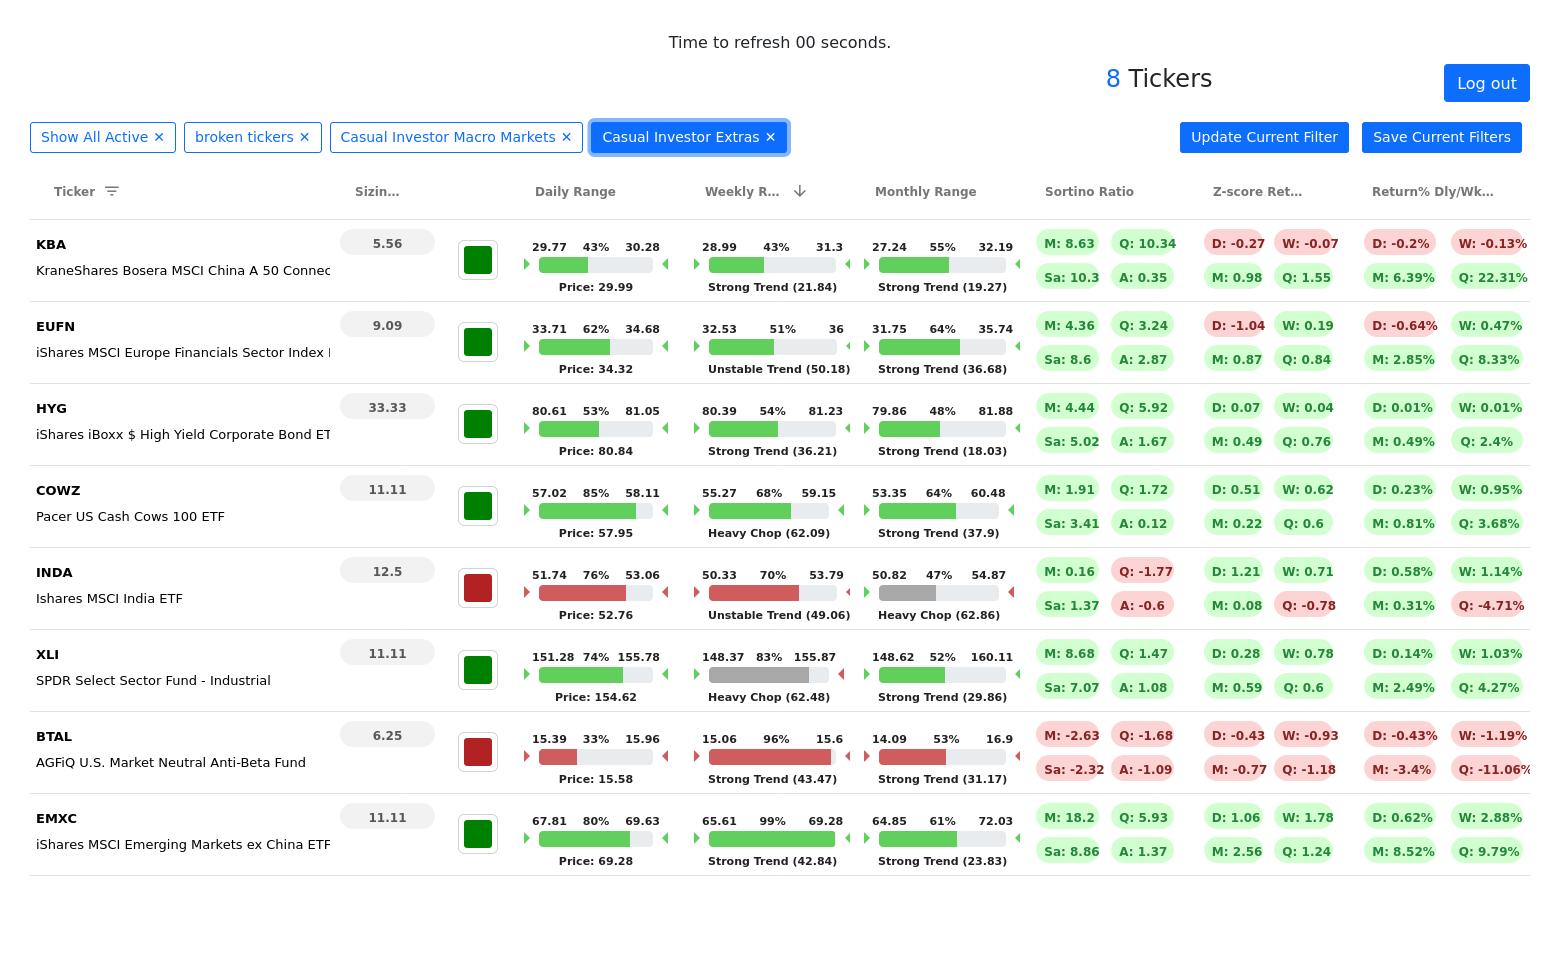 Time to refresh 00 seconds.
8 Tickers
Log out
Show All Active ✕ broken tickers ✕ Casual Investor Macro Markets ✕ Casual Investor Extras ✕ Update Current Filter Save Current Filters
Ticker Sizin... Daily Range Weekly R... Monthly Range Sortino Ratio Z-score Ret... Return% Dly/Wk...
KBA 5.56 29.77 43% 30.28 28.99 43% 31.3 27.24 55% 32.19 M: 8.63 Q: 10.34 D: -0.27 W: -0.07 D: -0.2% W: -0.13%
KraneShares Bosera MSCI China A 50 Connec Sa: 10.3 A: 0.35 M: 0.98 Q: 1.55 M: 6.39% Q: 22.31%
Price: 29.99 Strong Trend (21.84) Strong Trend (19.27)
EUFN 9.09 33.71 62% 34.68 32.53 51% 36 31.75 64% 35.74 M: 4.36 Q: 3.24 D: -1.04 W: 0.19 D: -0.64% W: 0.47%
iShares MSCI Europe Financials Sector Index Sa: 8.6 A: 2.87 M: 0.87 Q: 0.84 M: 2.85% Q: 8.33%
Price: 34.32 Unstable Trend (50.18) Strong Trend (36.68)
HYG 33.33 80.61 53% 81.05 80.39 54% 81.23 79.86 48% 81.88 M: 4.44 Q: 5.92 D: 0.07 W: 0.04 D: 0.01% W: 0.01%
iShares iBoxx $ High Yield Corporate Bond ET Sa: 5.02 A: 1.67 M: 0.49 Q: 0.76 M: 0.49% Q: 2.4%
Price: 80.84 Strong Trend (36.21) Strong Trend (18.03)
COWZ 11.11 57.02 85% 58.11 55.27 68% 59.15 53.35 64% 60.48 M: 1.91 Q: 1.72 D: 0.51 W: 0.62 D: 0.23% W: 0.95%
Pacer US Cash Cows 100 ETF Sa: 3.41 A: 0.12 M: 0.22 Q: 0.6 M: 0.81% Q: 3.68%
Price: 57.95 Heavy Chop (62.09) Strong Trend (37.9)
INDA 12.5 51.74 76% 53.06 50.33 70% 53.79 50.82 47% 54.87 M: 0.16 Q: -1.77 D: 1.21 W: 0.71 D: 0.58% W: 1.14%
Ishares MSCI India ETF Sa: 1.37 A: -0.6 M: 0.08 Q: -0.78 M: 0.31% Q: -4.71%
Price: 52.76 Unstable Trend (49.06) Heavy Chop (62.86)
XLI 11.11 151.28 74% 155.78 148.37 83% 155.87 148.62 52% 160.11 M: 8.68 Q: 1.47 D: 0.28 W: 0.78 D: 0.14% W: 1.03%
SPDR Select Sector Fund - Industrial Sa: 7.07 A: 1.08 M: 0.59 Q: 0.6 M: 2.49% Q: 4.27%
Price: 154.62 Heavy Chop (62.48) Strong Trend (29.86)
BTAL 6.25 15.39 33% 15.96 15.06 96% 15.6 14.09 53% 16.9 M: -2.63 Q: -1.68 D: -0.43 W: -0.93 D: -0.43% W: -1.19%
AGFiQ U.S. Market Neutral Anti-Beta Fund Sa: -2.32 A: -1.09 M: -0.77 Q: -1.18 M: -3.4% Q: -11.06%
Price: 15.58 Strong Trend (43.47) Strong Trend (31.17)
EMXC 11.11 67.81 80% 69.63 65.61 99% 69.28 64.85 61% 72.03 M: 18.2 Q: 5.93 D: 1.06 W: 1.78 D: 0.62% W: 2.88%
iShares MSCI Emerging Markets ex China ETF Sa: 8.86 A: 1.37 M: 2.56 Q: 1.24 M: 8.52% Q: 9.79%
Price: 69.28 Strong Trend (42.84) Strong Trend (23.83)